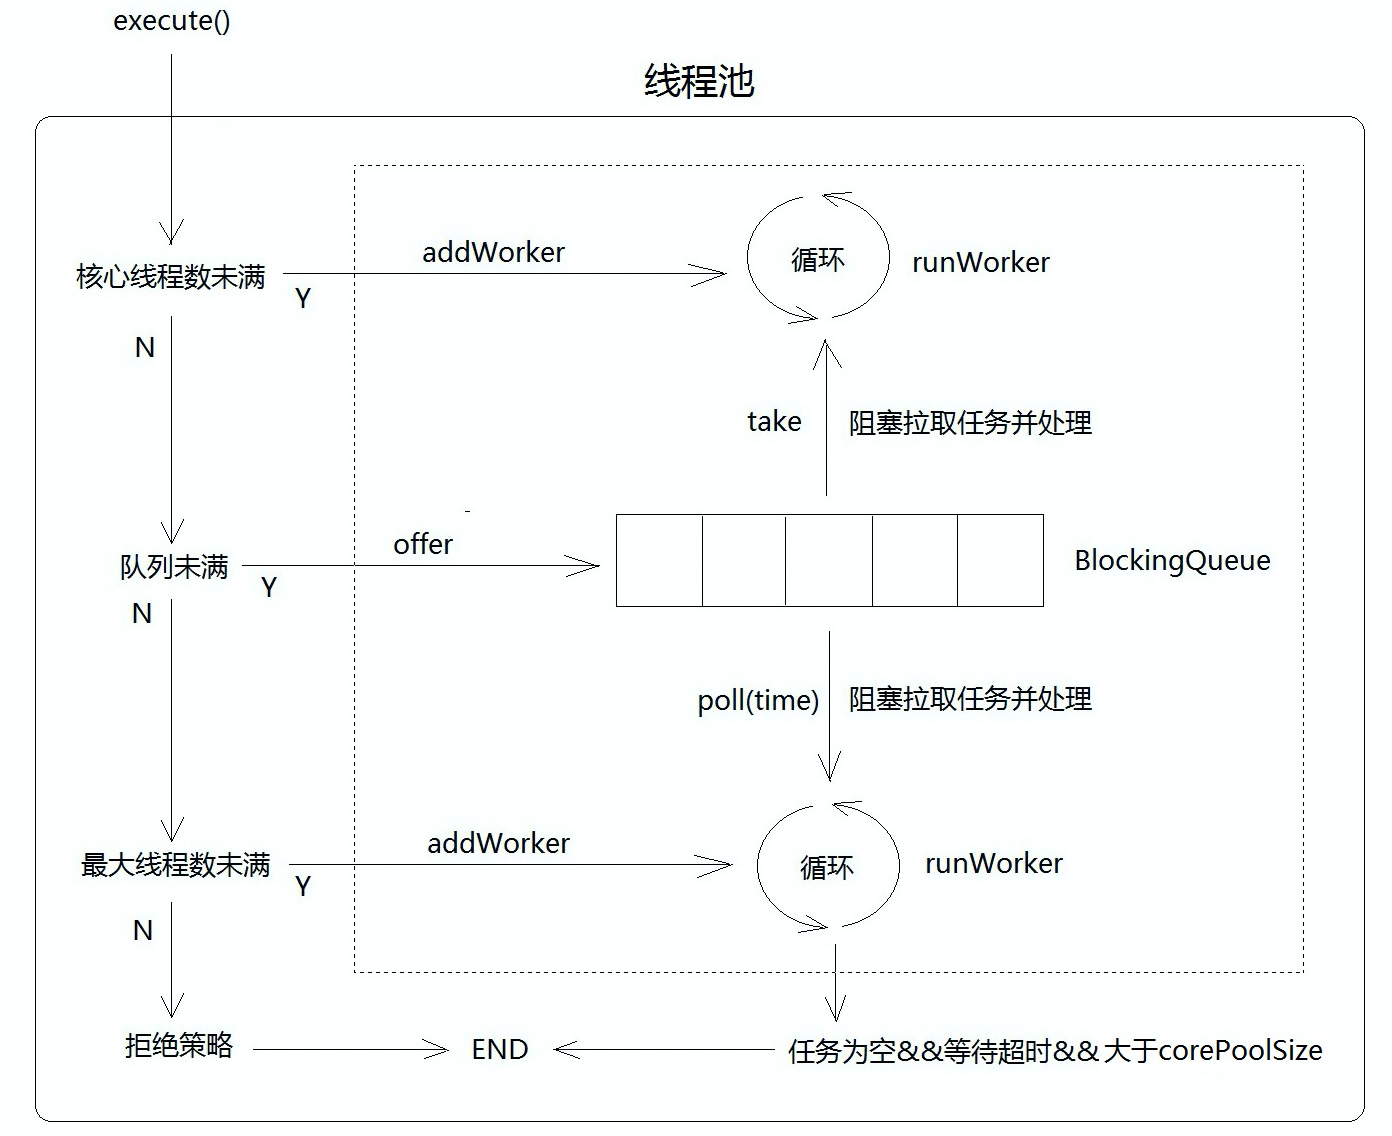 execute()
线程池
addWorker
循环
runWorker
核心线程数未满
Y
N
take
阻塞拉取任务并处理
offer
队列未满
Y
BlockingQueue
N
poll(time)
阻塞拉取任务并处理
addWorker
循环
runWorker
最大线程数未满
Y
N
拒绝策略
END
任务为空&&等待超时&&大于corePoolSize